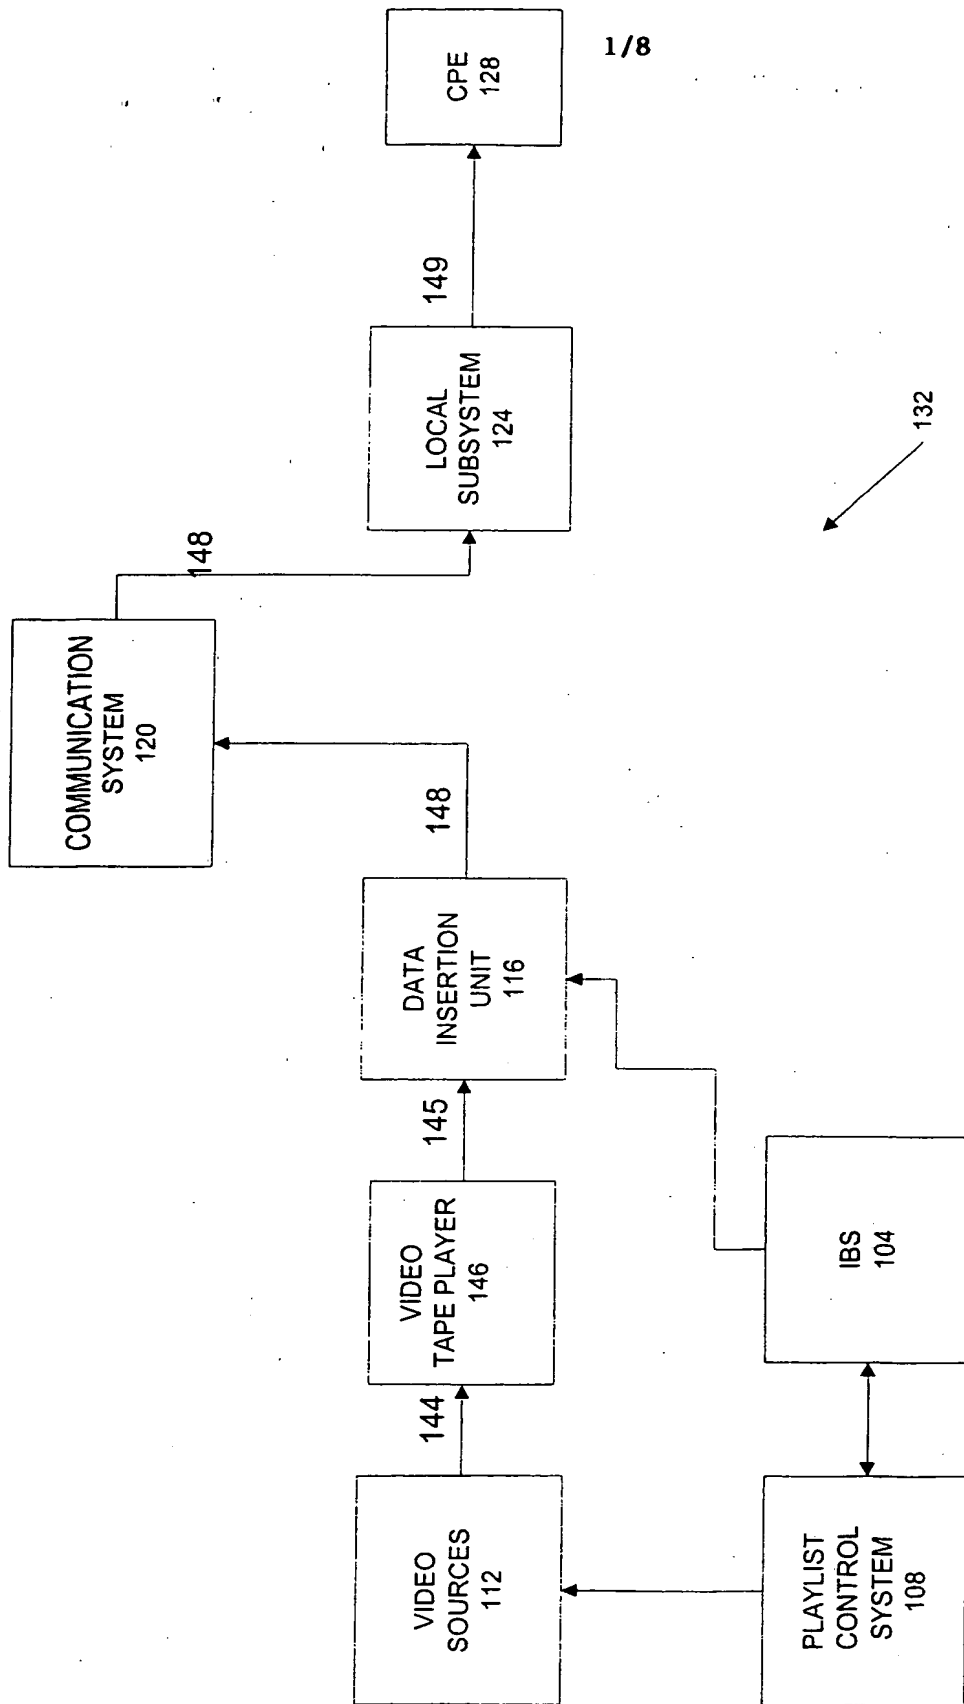 1/8
COMMUNICATION
SYSTEM
120
148
148
VIDEO
SOURCES
112
144
VIDEO
TAPE PLAYER
146
145
DATA
INSERTION
UNIT
116
LOCAL
SUBSYSTEM
124
149
CPE
128
PLAYLIST
CONTROL
SYSTEM
108
IBS
104
132